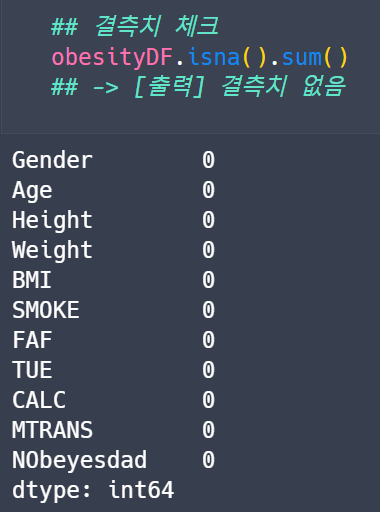 ## 결측치 체크
obesityDF.isna().sum()
## -> [출력] 결측치 없음
Gender 0
Age 0
Height 0
Weight 0
BMI 0
SMOKE 0
FAF 0
TUE 0
CALC 0
MTRANS 0
NObeyesdad 0
dtype: int64